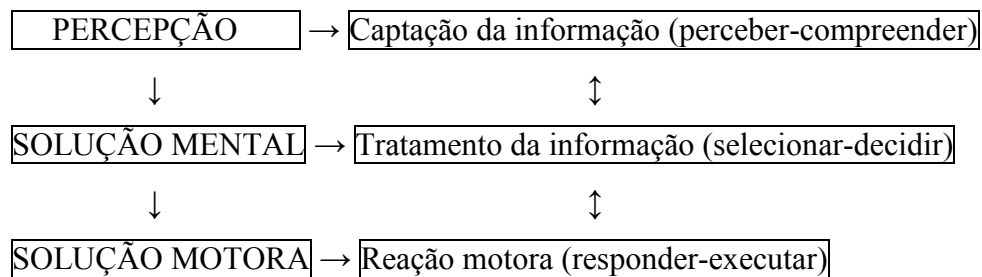 PERCEPÇÃO → Captação da informação (perceber-compreender)
↓ ↕
SOLUÇÃO MENTAL → Tratamento da informação (selecionar-decidir)
↓ ↕
SOLUÇÃO MOTORA → Reação motora (responder-executar)